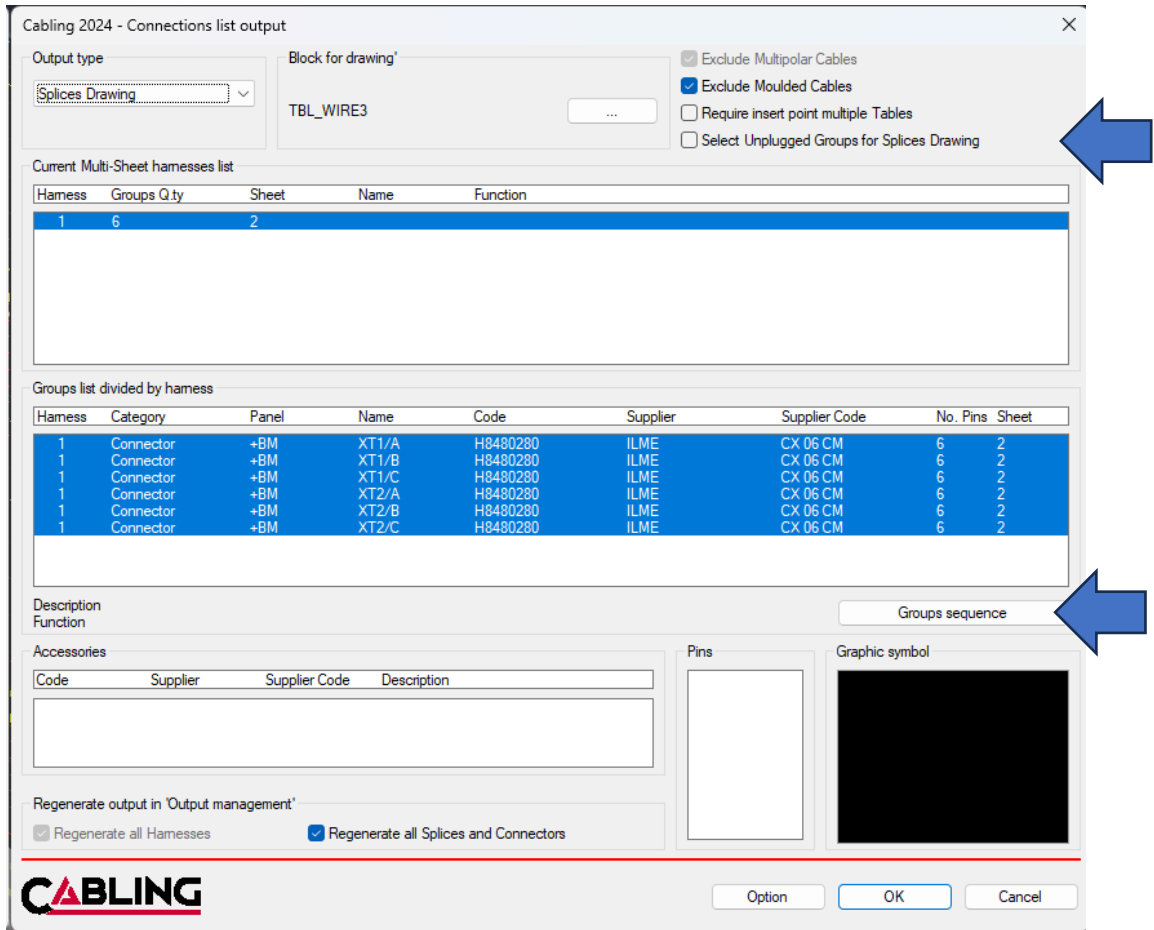 Cabling 2024 - Connections list output
Output type
Block for drawing'
Exclude Multipolar Cables
Splices Drawing
Exclude Moulded Cables
TBL_WIRE3
...
Require insert point multiple Tables
Select Unplugged Groups for Splices Drawing
Current Multi-Sheet harnesses list
Harness Groups Q.ty Sheet Name Function
1 6 2
Groups list divided by harness
Harness Category Panel Name Code Supplier Supplier Code No. Pins Sheet
1 Connector +BM XT1/A H8480280 ILME CX 06 CM 6 2
1 Connector +BM XT1/B H8480280 ILME CX 06 CM 6 2
1 Connector +BM XT1/C H8480280 ILME CX 06 CM 6 2
1 Connector +BM XT2/A H8480280 ILME CX 06 CM 6 2
1 Connector +BM XT2/B H8480280 ILME CX 06 CM 6 2
1 Connector +BM XT2/C H8480280 ILME CX 06 CM 6 2
Description
Function
Groups sequence
Accessories
Pins
Graphic symbol
Code Supplier Supplier Code Description
Regenerate output in 'Output management'
Regenerate all Harnesses
Regenerate all Splices and Connectors
CABLING
Option
OK
Cancel